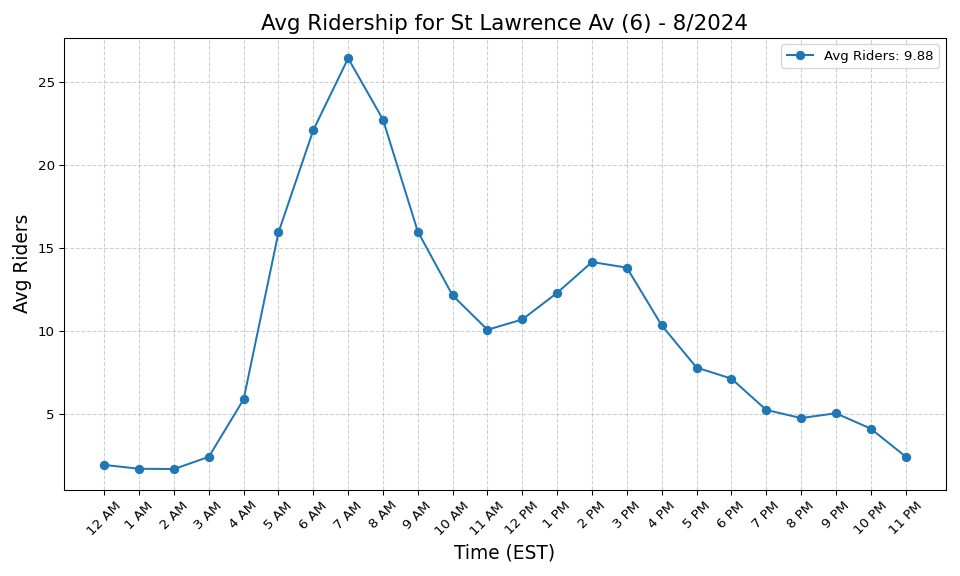 Avg Ridership for St Lawrence Av (6) - 8/2024
Avg Riders: 9.88
Avg Riders
25
20
15
10
5
12 AM
1 AM
2 AM
3 AM
4 AM
5 AM
6 AM
7 AM
8 AM
9 AM
10 AM
11 AM
12 PM
1 PM
2 PM
3 PM
4 PM
5 PM
6 PM
7 PM
8 PM
9 PM
10 PM
11 PM
Time (EST)